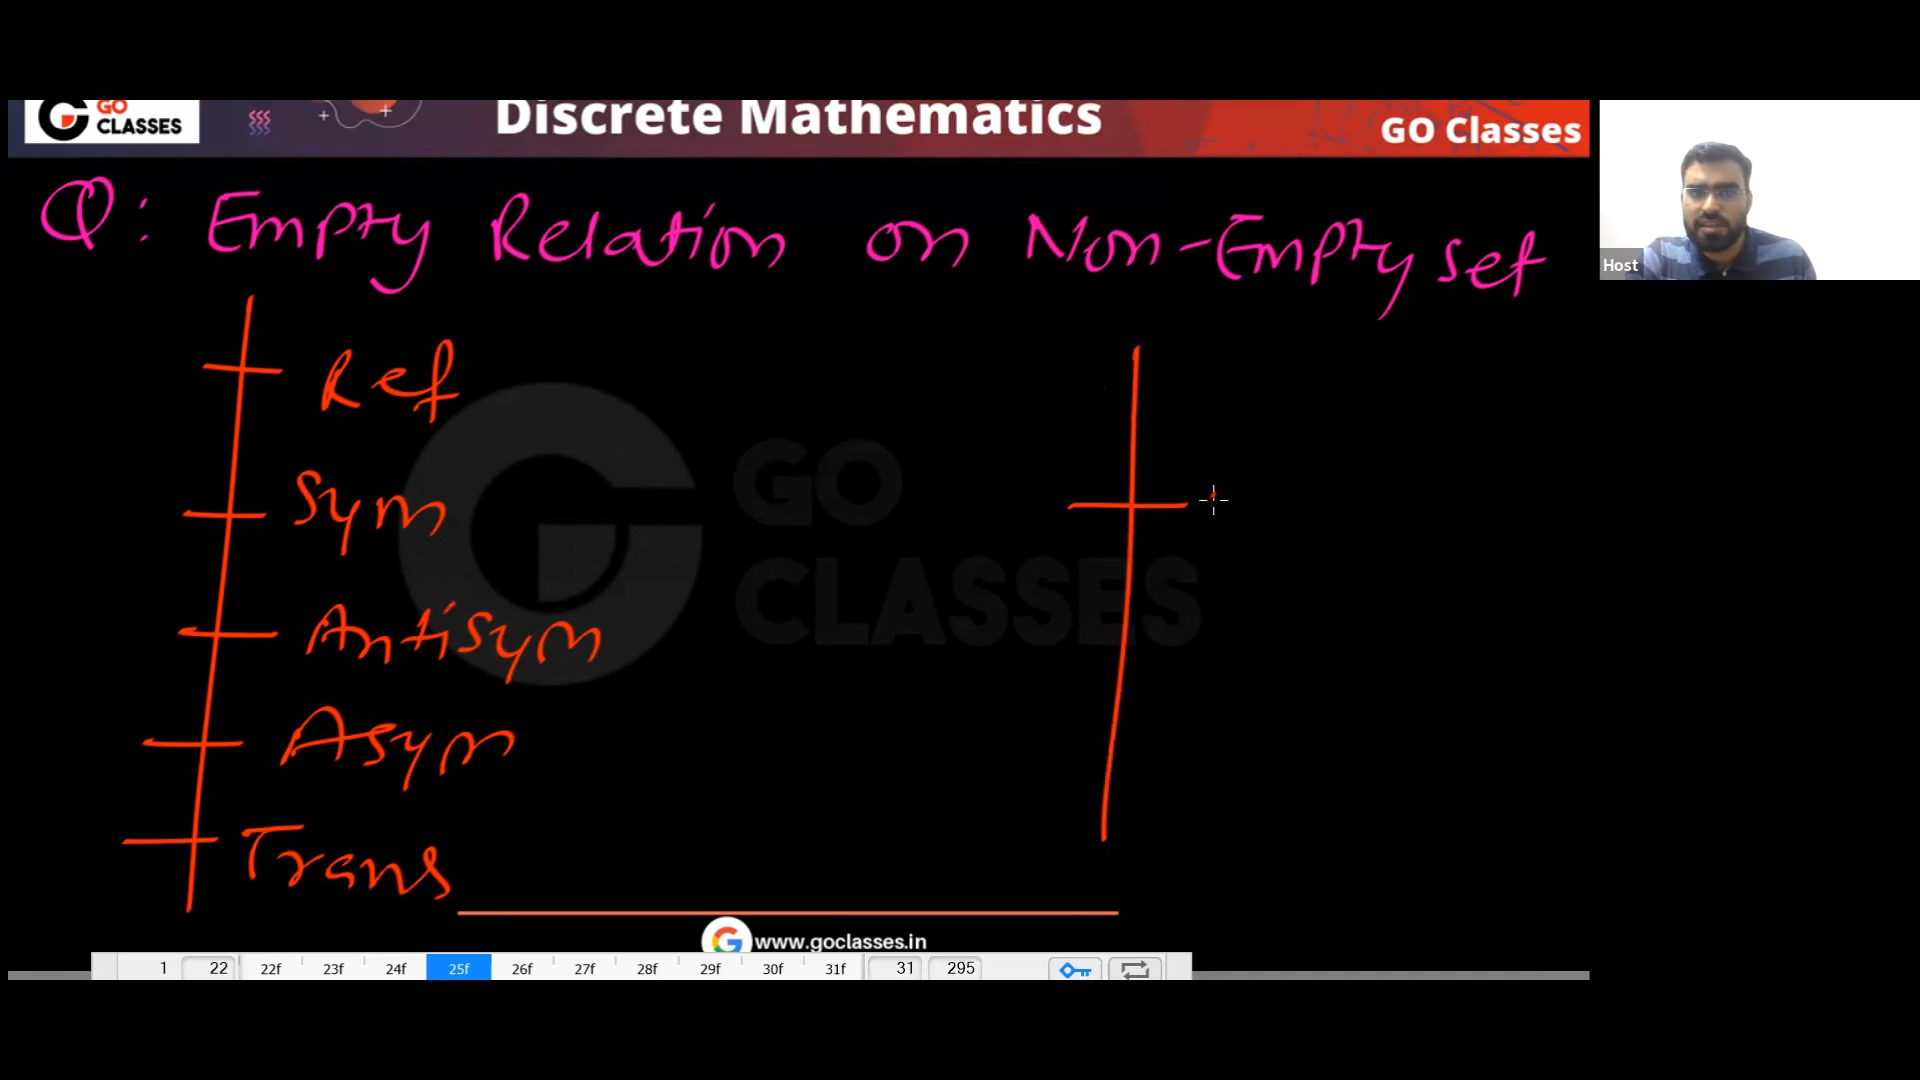 GO
CLASSES
Discrete Mathematics
GO Classes
Q: Empty Relation on Non-Empty set
Host
Ref
Sym
Antisym
Asym
Trans
GO
CLASSES
www.goclasses.in
1 22 22f 23f 24f 25f 26f 27f 28f 29f 30f 31f 31 295